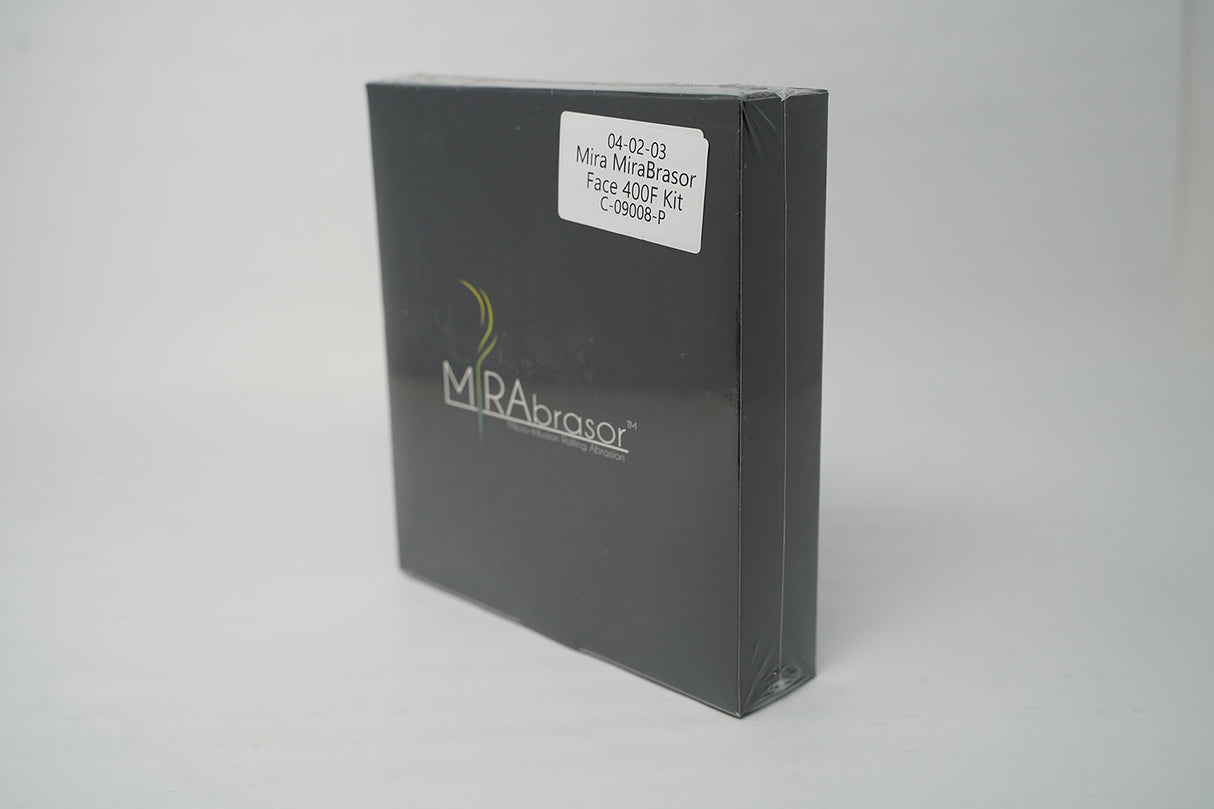 04-02-03
Mira MiraBrasor
Face 400F Kit
C-09008-P
MiRAbrasor™
Micro-Infusion Rolling Abrasion